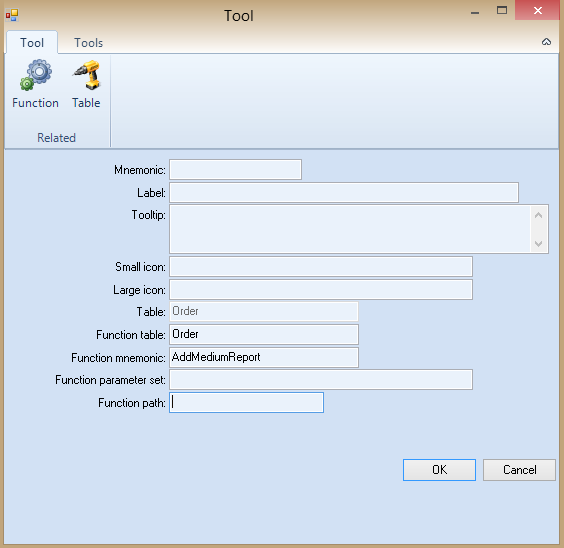 Tool
Tool Tools
Function Table
Related
Mnemonic:
Label:
Tooltip:
Small icon:
Large icon:
Table: Order
Function table: Order
Function mnemonic: AddMediumReport
Function parameter set:
Function path:
OK Cancel